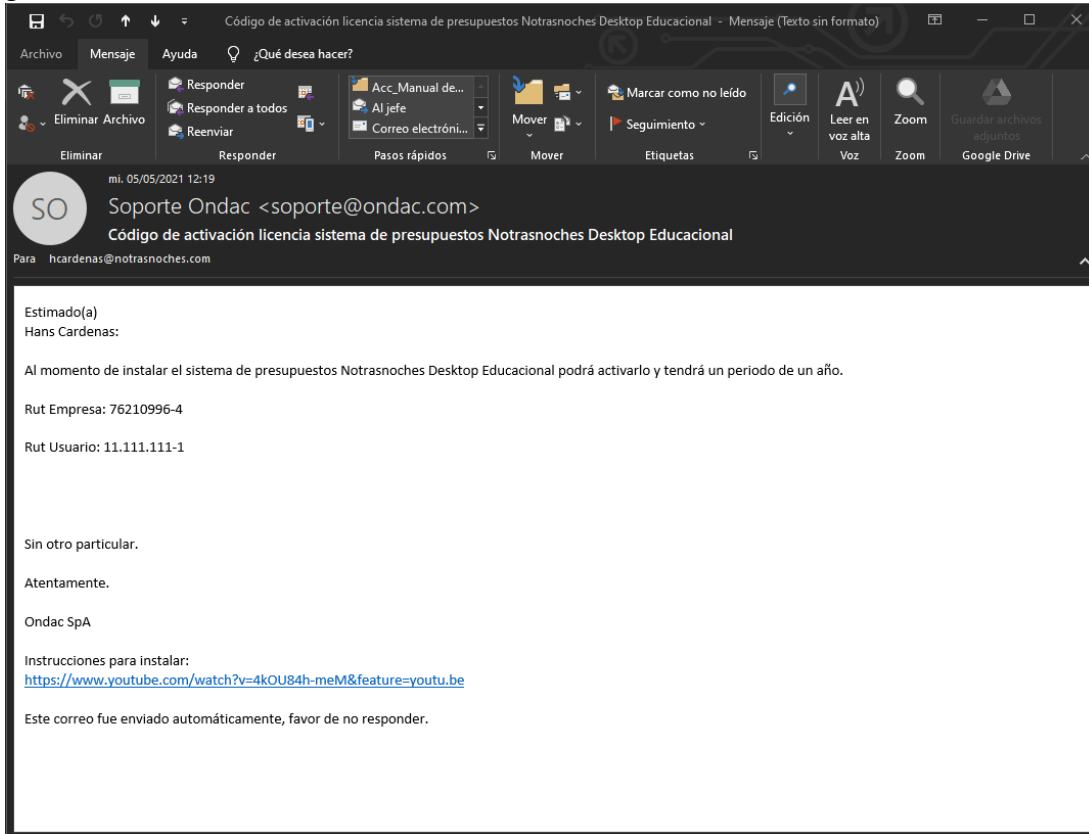 Código de activación licencia sistema de presupuestos Notrasnoches Desktop Educacional - Mensaje (Texto sin formato)
Archivo Mensaje Ayuda ¿Qué desea hacer?
Eliminar Archivo
Responder
Responder a todos
Reenviar
Acc_Manual de...
Al jefe
Correo electróni...
Mover
Marcar como no leído
Seguimiento
Edición
Leer en voz alta
Zoom
Guardar archivos adjuntos
Eliminar Responder Pasos rápidos Mover Etiquetas Voz Zoom Google Drive
mi. 05/05/2021 12:19
SO
Soporte Ondac <soporte@ondac.com>
Código de activación licencia sistema de presupuestos Notrasnoches Desktop Educacional
Para hcardenas@notrasnoches.com
Estimado(a)
Hans Cardenas:
Al momento de instalar el sistema de presupuestos Notrasnoches Desktop Educacional podrá activarlo y tendrá un periodo de un año.
Rut Empresa: 76210996-4
Rut Usuario: 11.111.111-1
Sin otro particular.
Atentamente.
Ondac SpA
Instrucciones para instalar:
https://www.youtube.com/watch?v=4kOU84h-meM&feature=youtu.be
Este correo fue enviado automáticamente, favor de no responder.